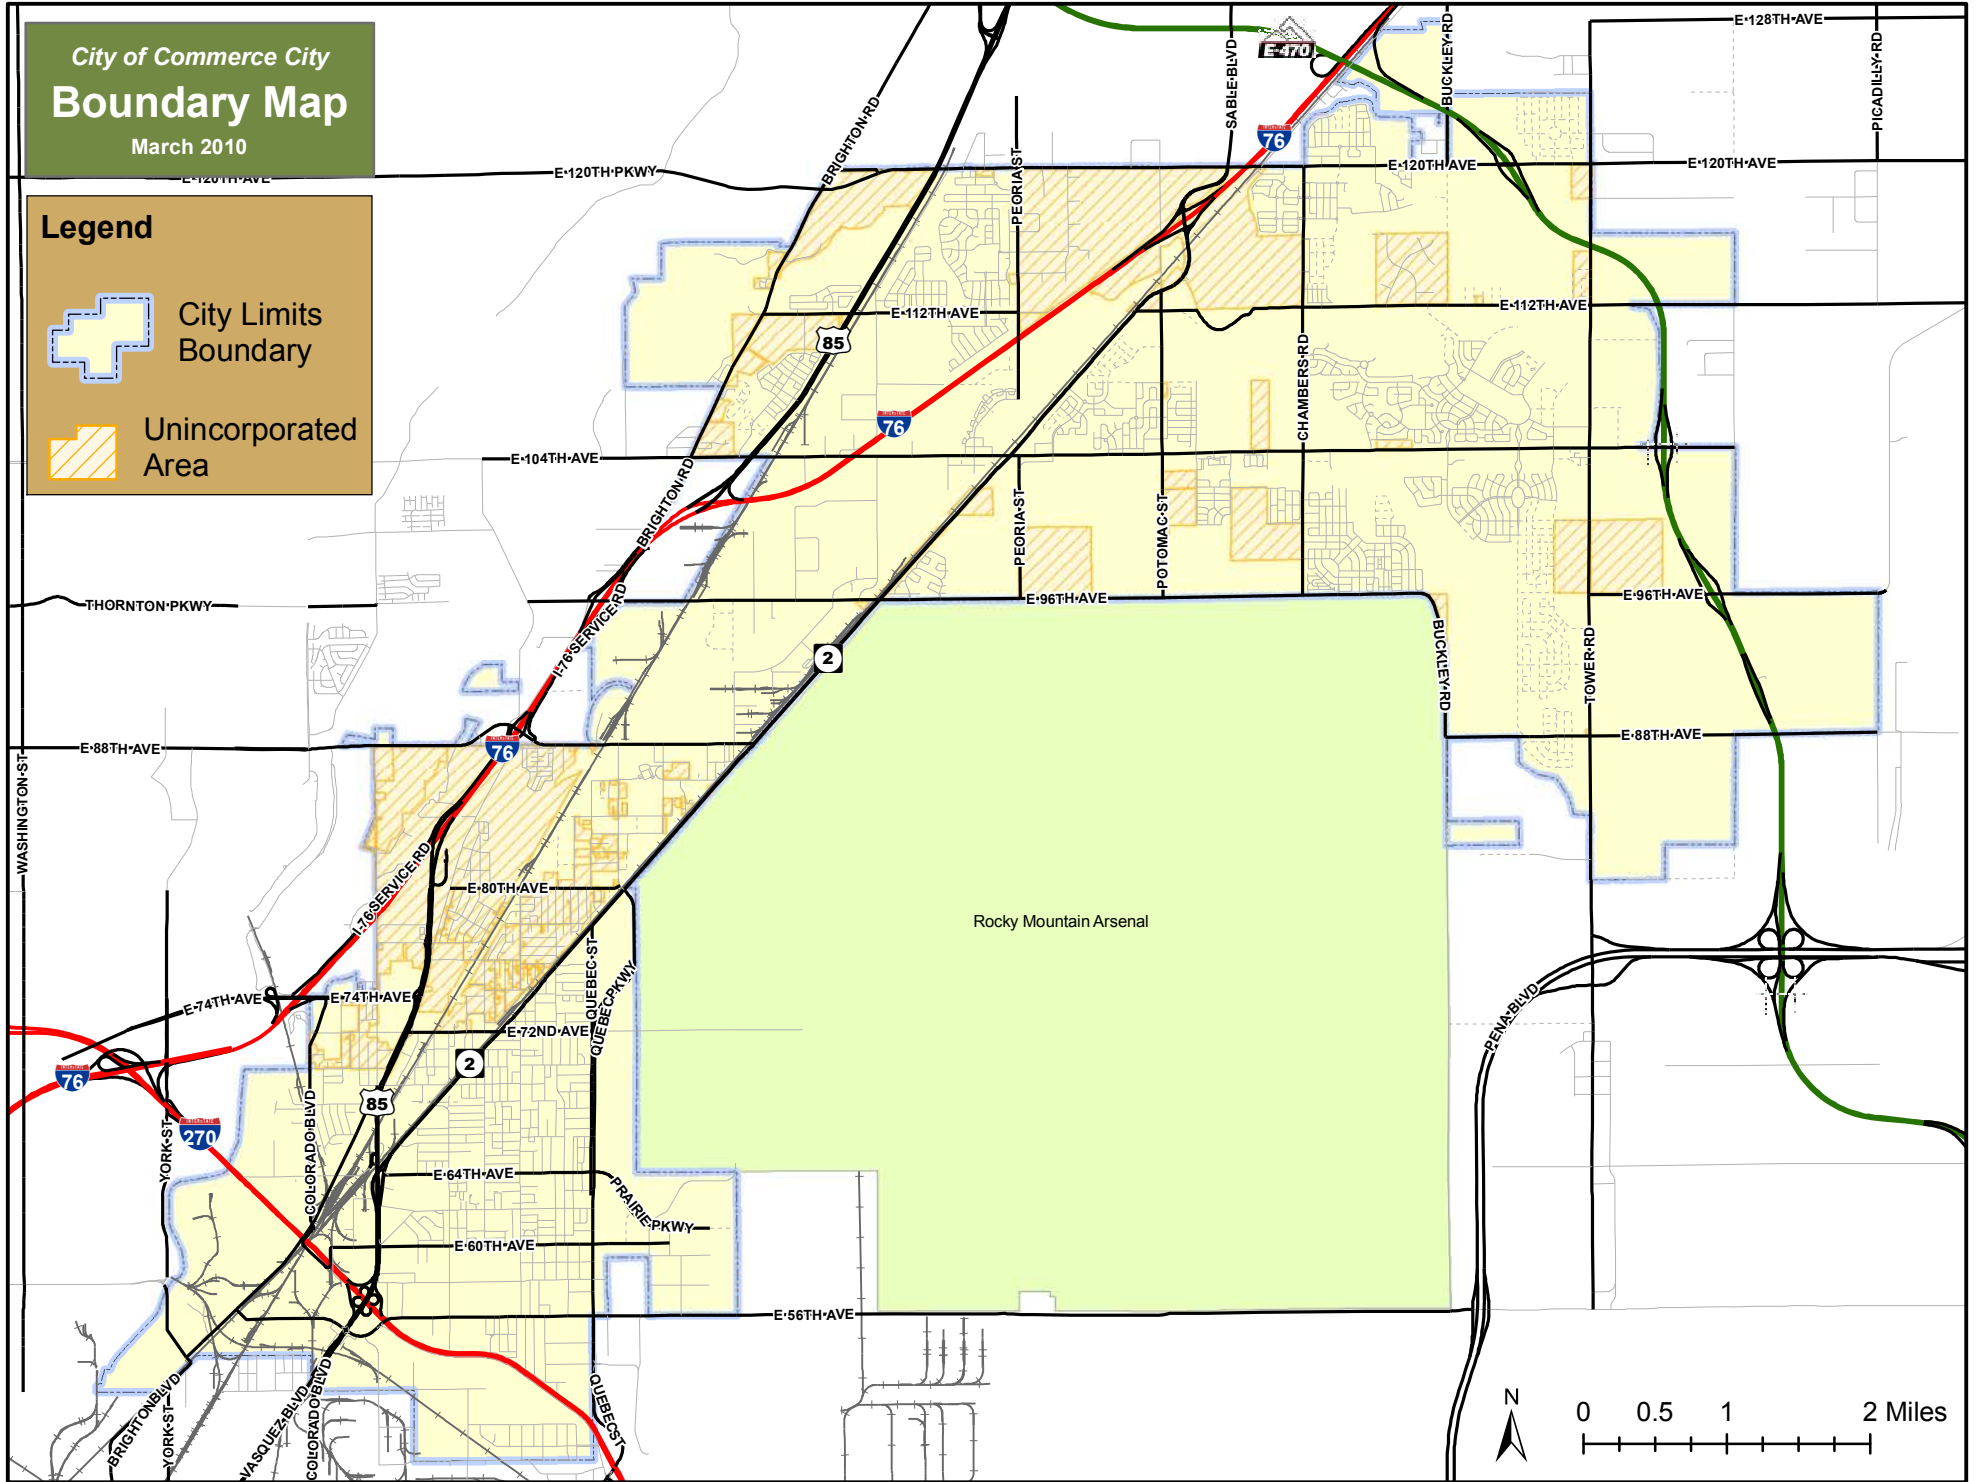 City of Commerce City
Boundary Map
March 2010
Legend
City Limits
Boundary
Unincorporated
Area
E 128TH AVE
E-470
SABLE BLVD
BUCKLEY RD
PICADILLY RD
BRIGHTON RD
76
E 120TH AVE
E 120TH PKWY
E 120TH AVE
E 120TH AVE
PEORIA ST
E 112TH AVE
E 112TH AVE
85
CHAMBERS RD
76
E 104TH AVE
BRIGHTON RD
PEORIA ST
POTOMAC ST
THORNTON PKWY
I-76 SERVICE RD
E 96TH AVE
E 96TH AVE
BUCKLEY RD
TOWER RD
2
E 88TH AVE
76
E 88TH AVE
WASHINGTON ST
I-76 SERVICE RD
E 80TH AVE
Rocky Mountain Arsenal
QUEBEC ST
QUEBEC PKWY
E 74TH AVE
E 74TH AVE
E 72ND AVE
PENA BLVD
2
76
85
270
YORK ST
COLORADO BLVD
E 64TH AVE
PRAIRIE PKWY
E 60TH AVE
E 56TH AVE
BRIGHTON BLVD
YORK ST
VASQUEZ BLVD
COLORADO BLVD
QUEBEC ST
N
0 0.5 1 2 Miles